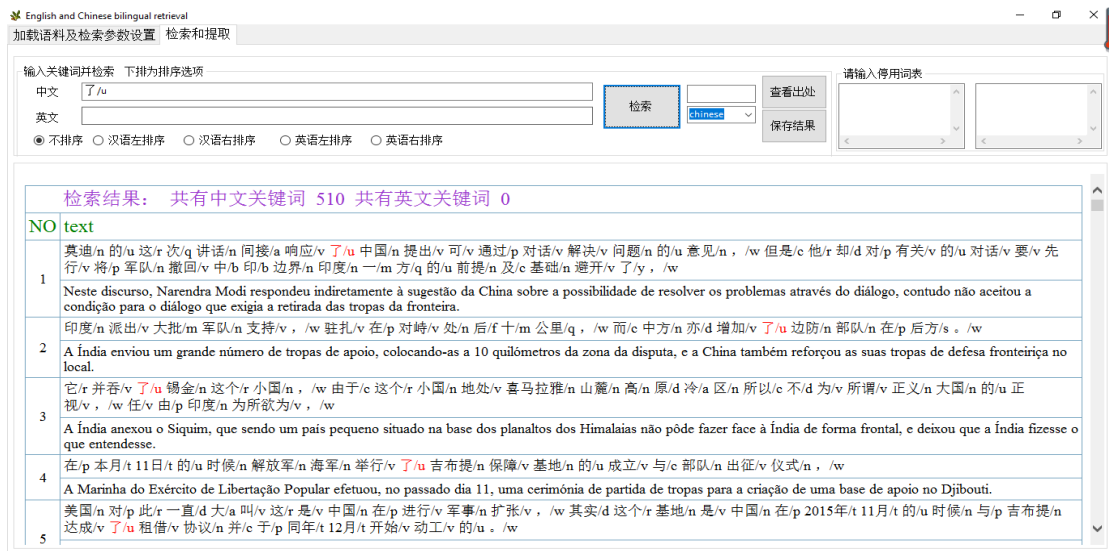 English and Chinese bilingual retrieval
加载语料及检索参数设置 检索和提取
输入关键词并检索 下排为排序选项
请输入停用词表
中文 了/u
英文
检索
chinese
查看出处
保存结果
不排序 汉语左排序 汉语右排序 英语左排序 英语右排序
检索结果: 共有中文关键词 510 共有英文关键词 0
NO text
1
莫迪/n 的/u 这/r 次/q 讲话/n 间接/a 响应/v 了/u 中国/n 提出/v 可/v 通过/p 对话/v 解决/v 问题/n 的/u 意见/n , /w 但是/c 他/r 却/d 对/p 有关/v 的/u 对话/v 要/v 先
行/v 将/p 军队/n 撤回/v 中/b 印/b 边界/n 印度/n 一/m 方/q 的/u 前提/n 及/c 基础/n 避开/v 了/y , /w
Neste discurso, Narendra Modi respondeu indiretamente à sugestão da China sobre a possibilidade de resolver os problemas através do diálogo, contudo não aceitou a
condição para o diálogo que exigia a retirada das tropas da fronteira.
2
印度/n 派出/v 大批/m 军队/n 支持/v , /w 驻扎/v 在/p 对峙/v 处/n 后/f 十/m 公里/q , /w 而/c 中方/n 亦/d 增加/v 了/u 边防/n 部队/n 在/p 后方/s 。/w
A Índia enviou um grande número de tropas de apoio, colocando-as a 10 quilómetros da zona da disputa, e a China também reforçou as suas tropas de defesa fronteiriça no
local.
3
它/r 并吞/v 了/u 锡金/n 这个/r 小国/n , /w 由于/c 这个/r 小国/n 地处/v 喜马拉雅/n 山麓/n 高/n 原/d 冷/a 区/n 所以/c 不/d 为/v 所谓/v 正义/n 大国/n 的/u 正
视/v , /w 任/v 由/p 印度/n 为所欲为/v , /w
A Índia anexou o Siquim, que sendo um país pequeno situado na base dos planaltos dos Himalaias não pôde fazer face à Índia de forma frontal, e deixou que a Índia fizesse o
que entendesse.
4
在/p 本月/t 11日/t 的/u 时候/n 解放军/n 海军/n 举行/v 了/u 吉布提/n 保障/v 基地/n 的/u 成立/v 与/c 部队/n 出征/v 仪式/n , /w
A Marinha do Exército de Libertação Popular efetuou, no passado dia 11, uma cerimónia de partida de tropas para a criação de uma base de apoio no Djibouti.
5
美国/n 对/p 此/r 一直/d 大/a 叫/v 这/r 是/v 中国/n 在/p 进行/v 军事/n 扩张/v , /w 其实/d 这个/r 基地/n 是/v 中国/n 在/p 2015年/t 11月/t 的/u 时候/n 与/p 吉布提/n
达成/v 了/u 租借/v 协议/n 并/c 于/p 同年/t 12月/t 开始/v 动工/v 的/u 。/w